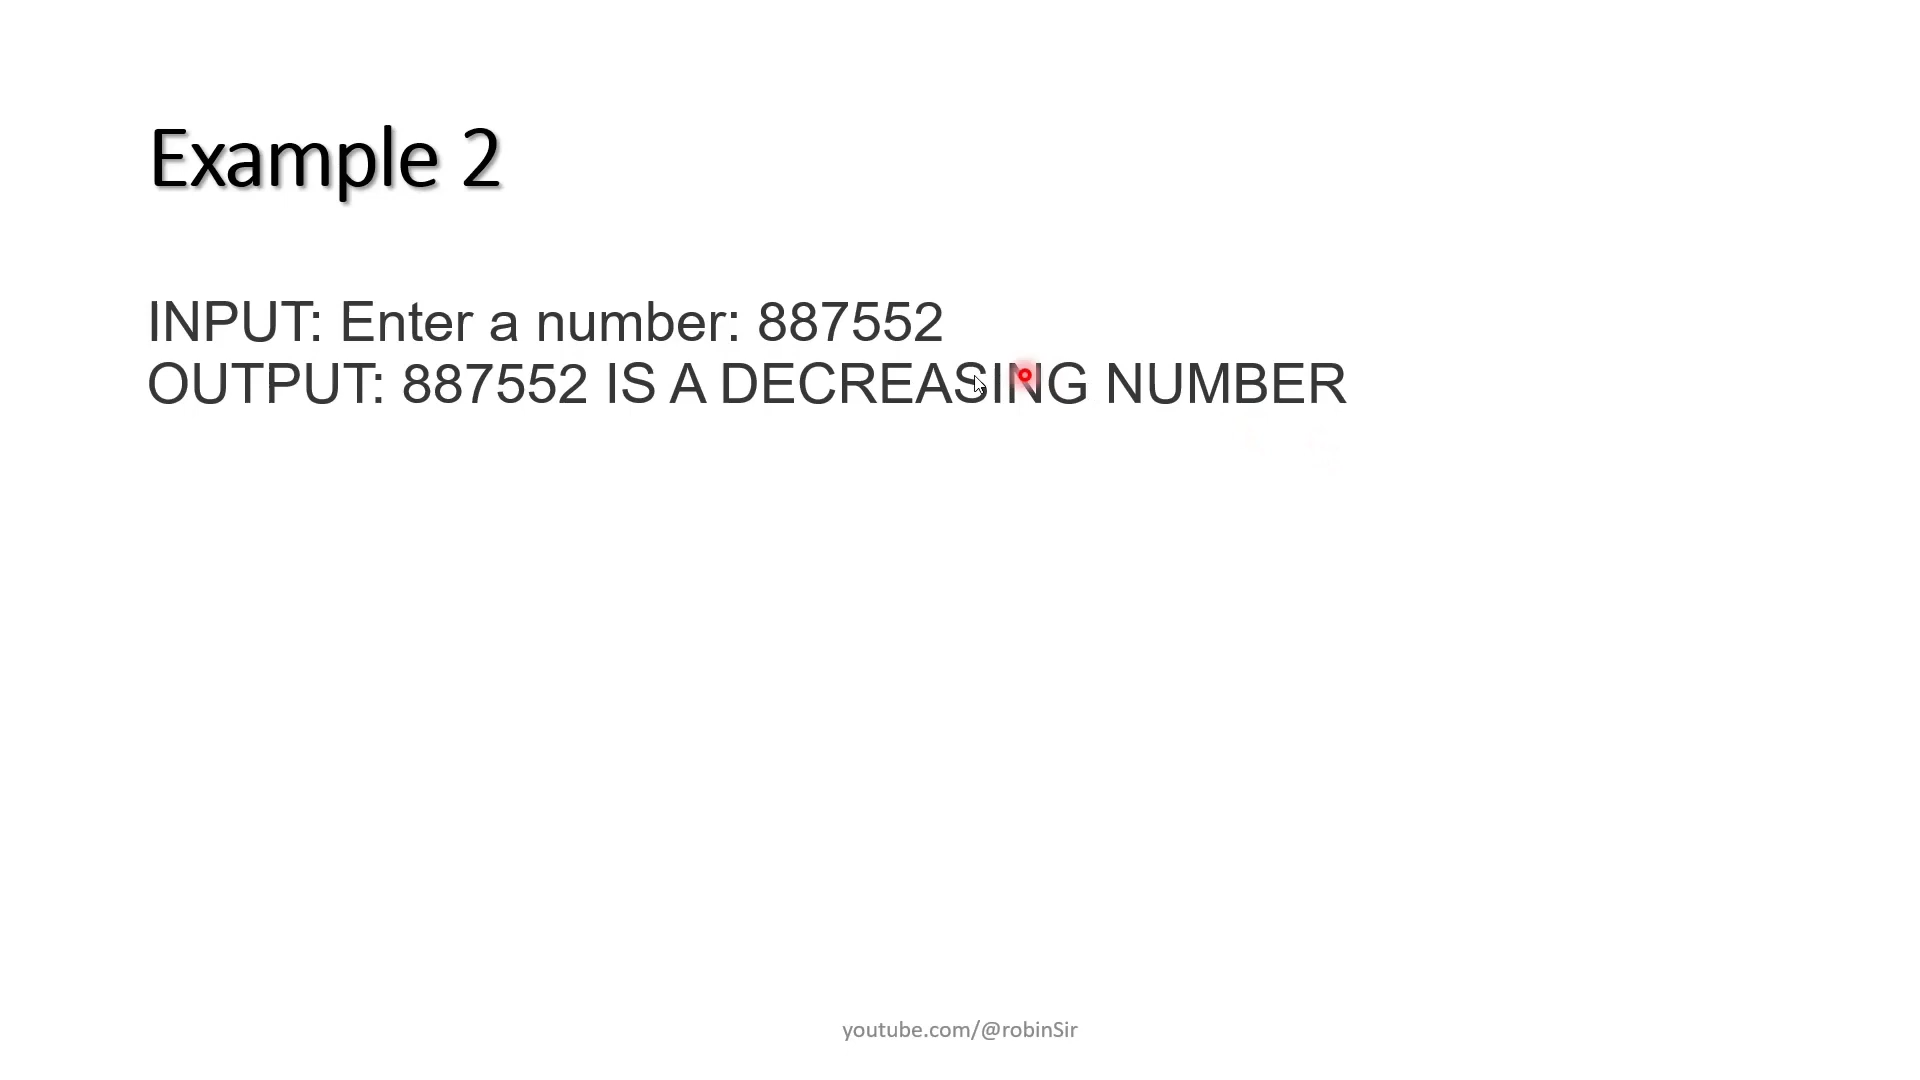 Example 2
INPUT: Enter a number: 887552
OUTPUT: 887552 IS A DECREASING NUMBER
youtube.com/@robinSir